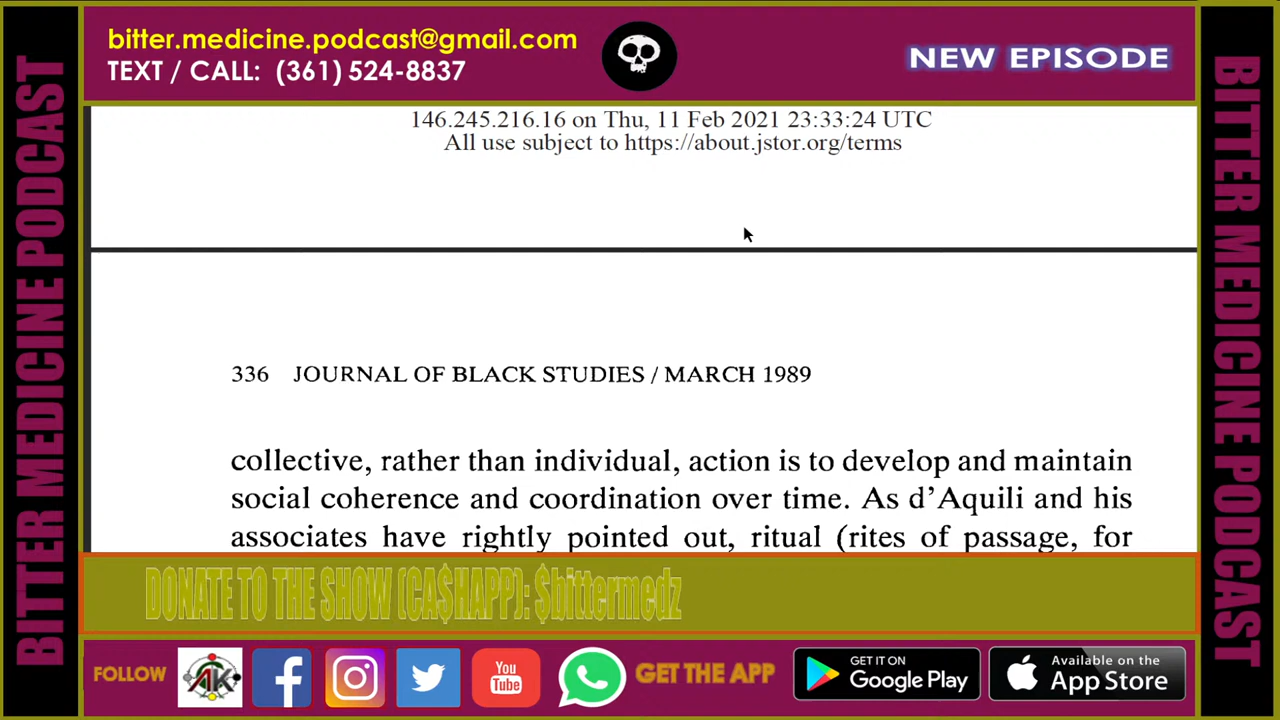 bitter.medicine.podcast@gmail.com
TEXT / CALL: (361) 524-8837
NEW EPISODE
BITTER MEDICINE PODCAST
BITTER MEDICINE PODCAST
146.245.216.16 on Thu, 11 Feb 2021 23:33:24 UTC
All use subject to https://about.jstor.org/terms
336 JOURNAL OF BLACK STUDIES / MARCH 1989
collective, rather than individual, action is to develop and maintain
social coherence and coordination over time. As d’Aquili and his
associates have rightly pointed out, ritual (rites of passage, for
DONATE TO THE SHOW (CA$HAPP): $bittermedz
FOLLOW
You
Tube
GET THE APP
GET IT ON
Google Play
Available on the
App Store